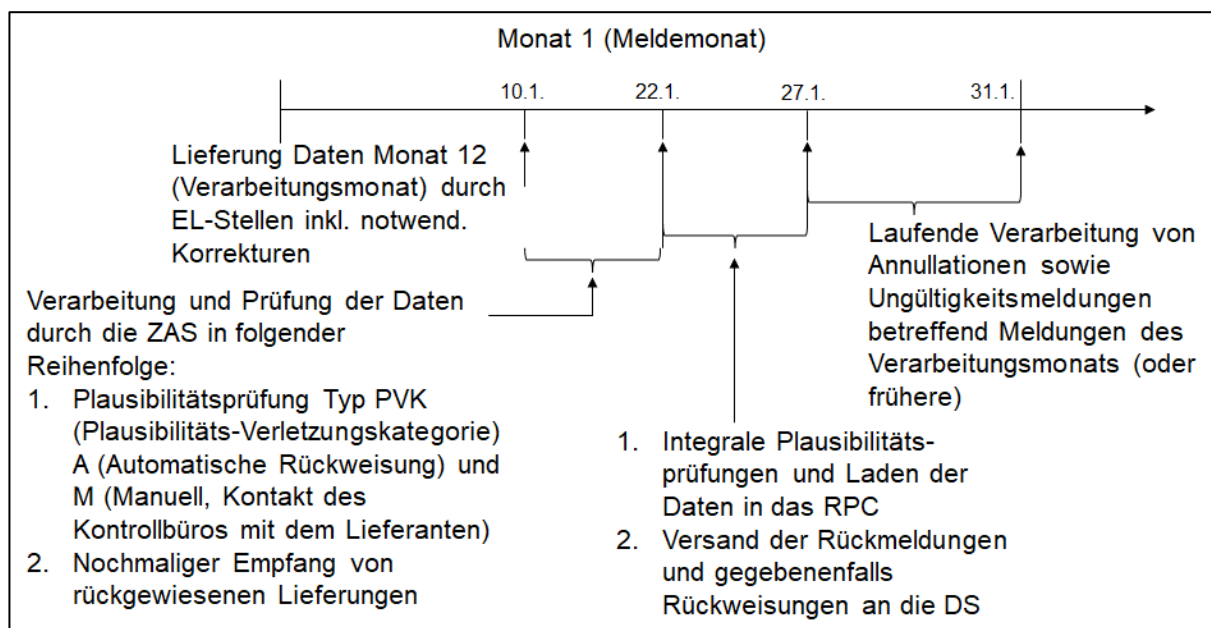 Monat 1 (Meldemonat)
10.1.
22.1.
27.1.
31.1.
Lieferung Daten Monat 12
(Verarbeitungsmonat) durch
EL-Stellen inkl. notwend.
Korrekturen
Verarbeitung und Prüfung der Daten
durch die ZAS in folgender
Reihenfolge:
1. Plausibilitätsprüfung Typ PVK
(Plausibilitäts-Verletzungskategorie)
A (Automatische Rückweisung) und
M (Manuell, Kontakt des
Kontrollbüros mit dem Lieferanten)
2. Nochmaliger Empfang von
rückgewiesenen Lieferungen
1. Integrale Plausibilitäts-
prüfungen und Laden der
Daten in das RPC
2. Versand der Rückmeldungen
und gegebenenfalls
Rückweisungen an die DS
Laufende Verarbeitung von
Annullationen sowie
Ungültigkeitsmeldungen
betreffend Meldungen des
Verarbeitungsmonats (oder
frühere)